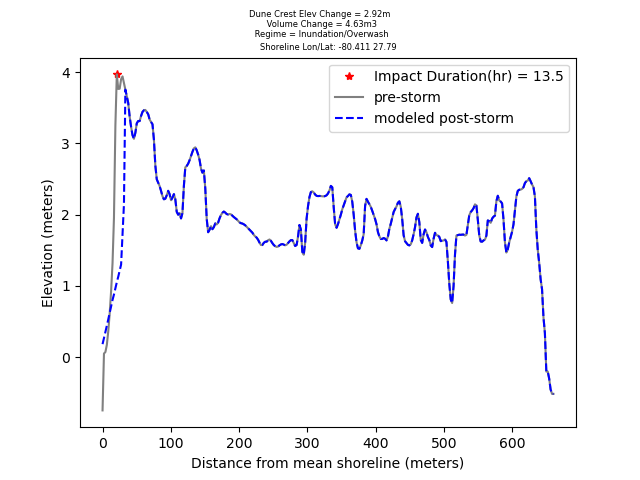 Dune Crest Elev Change = 2.92m
Volume Change = 4.63m3
Regime = Inundation/Overwash
Shoreline Lon/Lat: -80.411 27.79
Impact Duration(hr) = 13.5
pre-storm
modeled post-storm
Elevation (meters)
4
3
2
1
0
0 100 200 300 400 500 600
Distance from mean shoreline (meters)